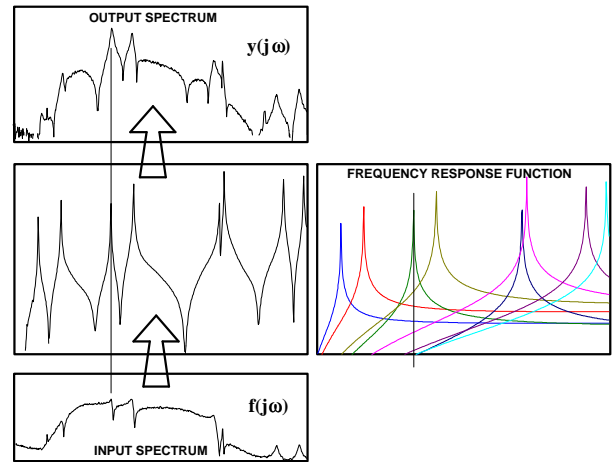 OUTPUT SPECTRUM
y(jω)
FREQUENCY RESPONSE FUNCTION
f(jω)
INPUT SPECTRUM